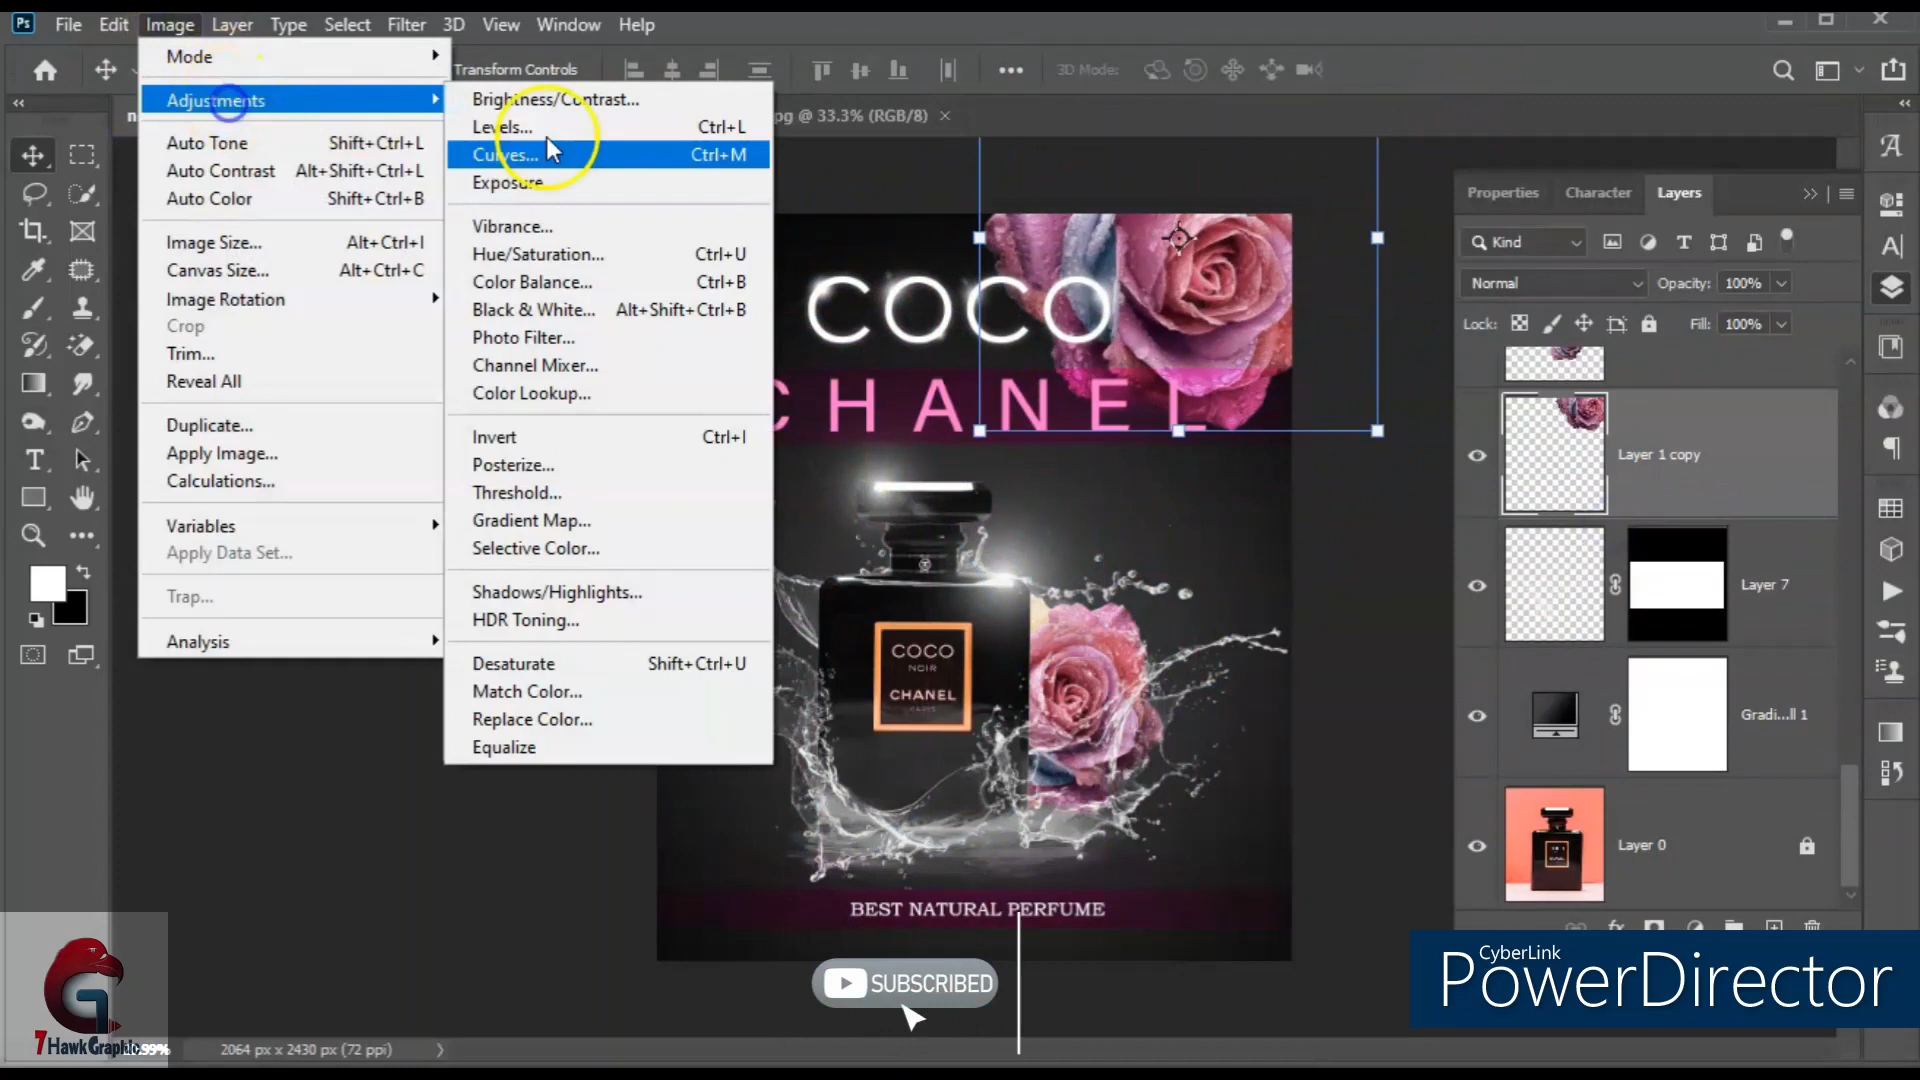 Ps File Edit Image Layer Type Select Filter 3D View Window Help
Transform Controls
3D Mode:
pg @ 33.3% (RGB/8)
Mode
Adjustments
Auto Tone Shift+Ctrl+L
Auto Contrast Alt+Shift+Ctrl+L
Auto Color Shift+Ctrl+B
Image Size... Alt+Ctrl+I
Canvas Size... Alt+Ctrl+C
Image Rotation
Crop
Trim...
Reveal All
Duplicate...
Apply Image...
Calculations...
Variables
Apply Data Set...
Trap...
Analysis
Brightness/Contrast...
Levels... Ctrl+L
Curves... Ctrl+M
Exposure
Vibrance...
Hue/Saturation... Ctrl+U
Color Balance... Ctrl+B
Black & White... Alt+Shift+Ctrl+B
Photo Filter...
Channel Mixer...
Color Lookup...
Invert Ctrl+I
Posterize...
Threshold...
Gradient Map...
Selective Color...
Shadows/Highlights...
HDR Toning...
Desaturate Shift+Ctrl+U
Match Color...
Replace Color...
Equalize
COCO
CHANEL
COCO
NOIR
CHANEL
PARIS
BEST NATURAL PERFUME
SUBSCRIBED
Properties Character Layers
Kind
Normal Opacity: 100%
Lock: Fill: 100%
Layer 1 copy
Layer 7
Gradi...ll 1
Layer 0
CyberLink
PowerDirector
7 Hawk Graphic
2064 px x 2430 px (72 ppi)